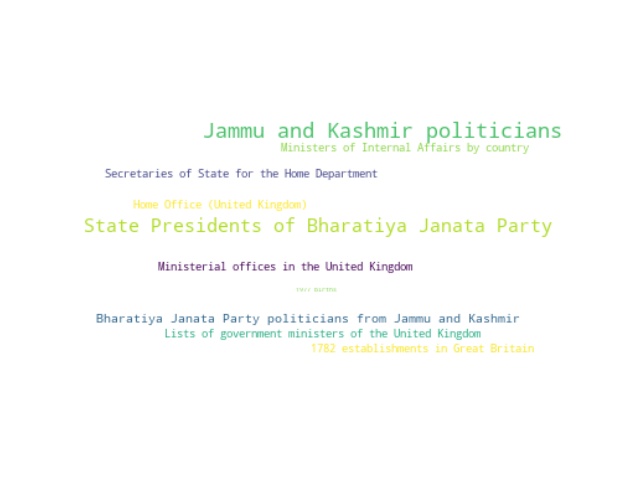 Jammu and Kashmir politicians
Ministers of Internal Affairs by country
Secretaries of State for the Home Department
Home Office (United Kingdom)
State Presidents of Bharatiya Janata Party
Ministerial offices in the United Kingdom
Bharatiya Janata Party politicians from Jammu and Kashmir
Lists of government ministers of the United Kingdom
1782 establishments in Great Britain